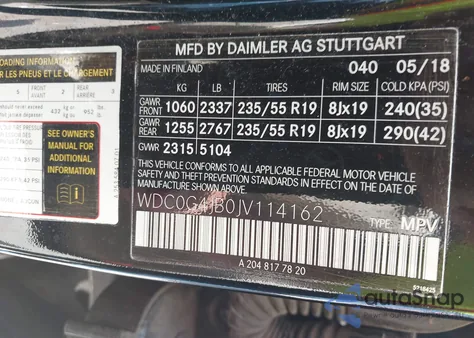 MFD BY DAIMLER AG STUTTGART
MADE IN FINLAND 040 05/18
KG LB TIRES RIM SIZE COLD KPA (PSI)
GAWR FRONT 1060 2337 235/55 R19 8Jx19 240(35)
GAWR REAR 1255 2767 235/55 R19 8Jx19 290(42)
GVWR 2315 5104
THIS VEHICLE CONFORMS TO ALL APPLICABLE FEDERAL MOTOR VEHICLE
SAFETY AND THEFT PREVENTION STANDARDS IN EFFECT ON THE DATE OF
MANUFACTURE SHOWN ABOVE.
WDC0G4JB0JV114162
TYPE: MPV
A 204 817 78 20
LOADING INFORMATION
SUR LES PNEUS ET LE CHARGEMENT
SEE OWNER'S
MANUAL FOR
ADDITIONAL
INFORMATION
autoSnap